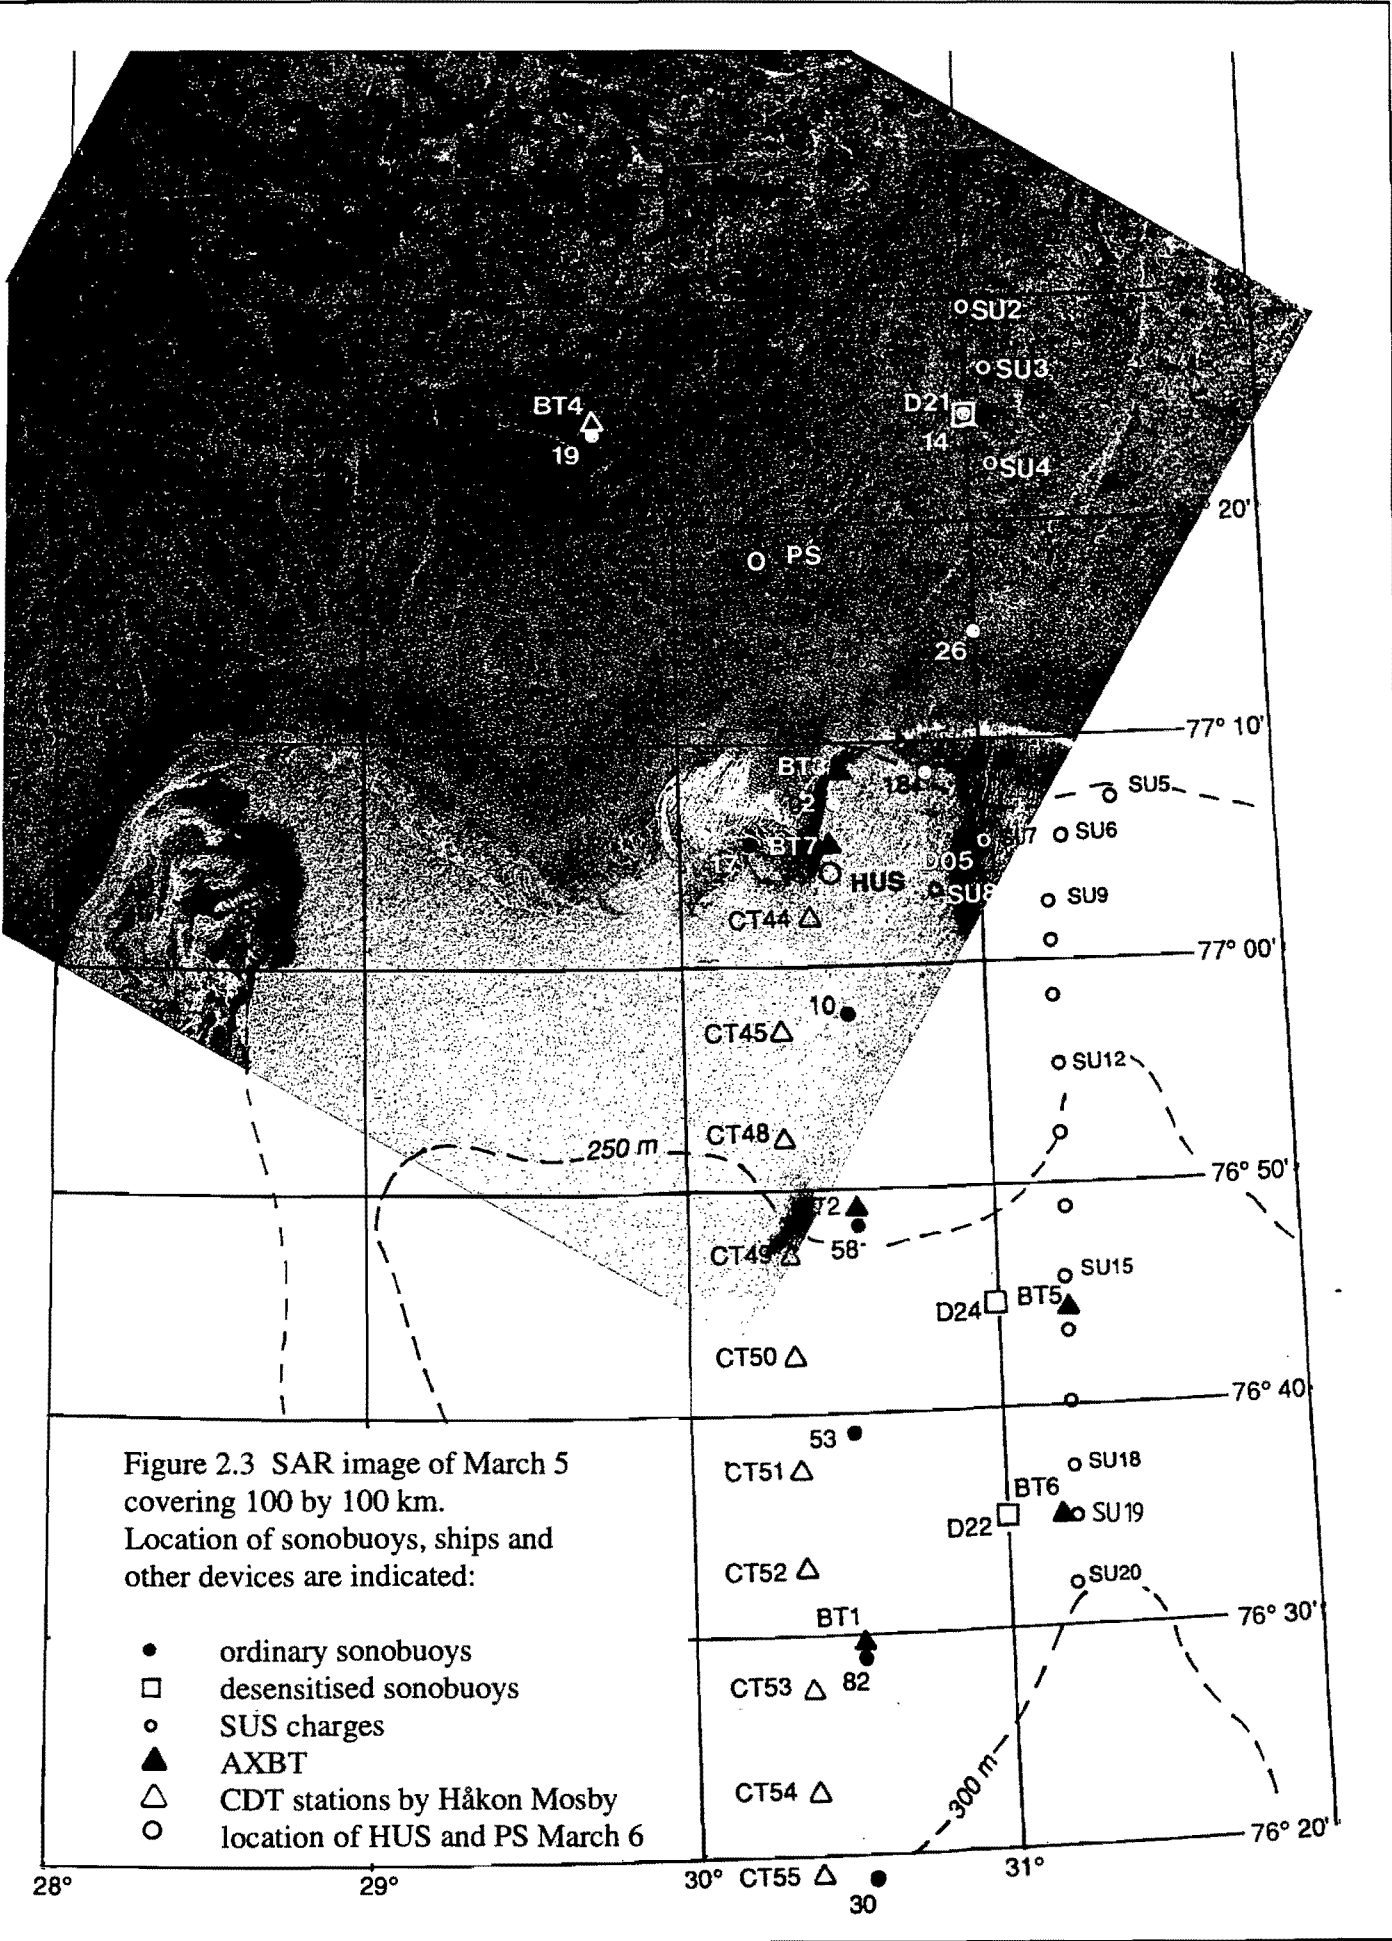 SU2
SU3
BT4
D21
14
19
SU4
20'
PS
26
77° 10'
BT3
18
SU5
2
SU7
SU6
BT7
17
D05
HUS
SU8
SU9
CT44
77° 00'
10
CT45
SU12
CT48
250 m
76° 50'
T2
58
CT49
SU15
BT5
D24
CT50
76° 40'
53
CT51
SU18
BT6
SU19
D22
CT52
SU20
76° 30'
BT1
CT53
82
CT54
300 m
76° 20'
Figure 2.3 SAR image of March 5
covering 100 by 100 km.
Location of sonobuoys, ships and
other devices are indicated:
ordinary sonobuoys
desensitised sonobuoys
SUS charges
AXBT
CDT stations by Håkon Mosby
location of HUS and PS March 6
28°
29°
30°
CT55
30
31°